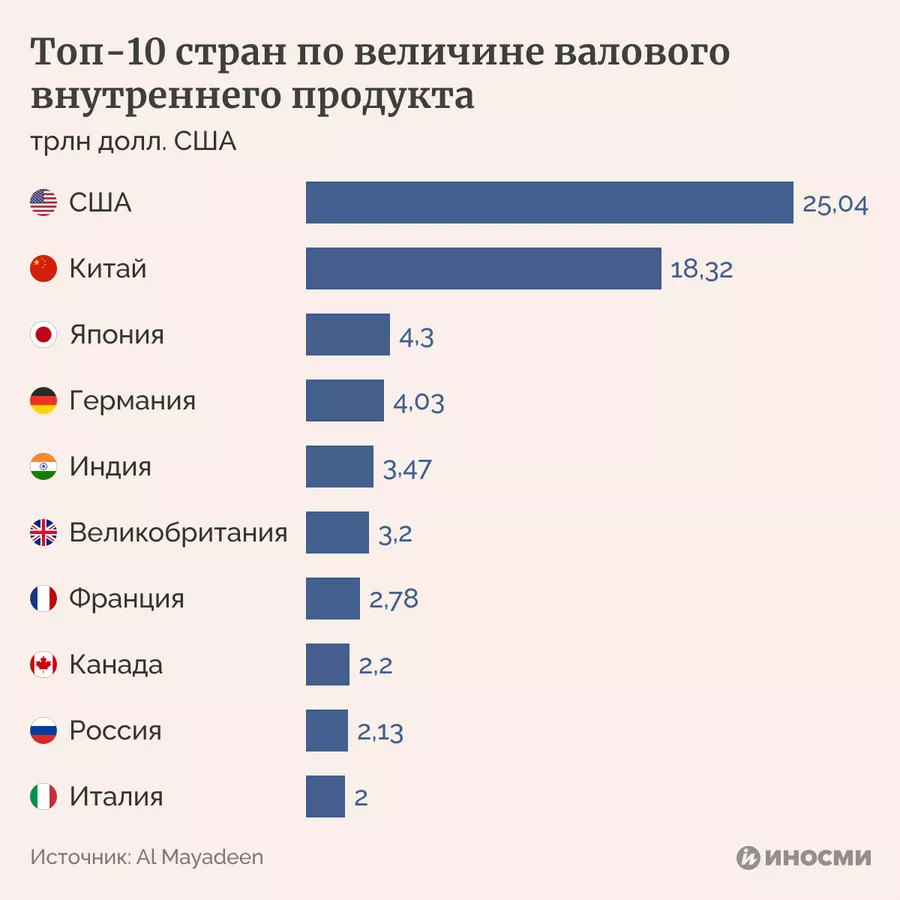 Топ-10 стран по величине валового
внутреннего продукта
трлн долл. США
США 25,04
Китай 18,32
Япония 4,3
Германия 4,03
Индия 3,47
Великобритания 3,2
Франция 2,78
Канада 2,2
Россия 2,13
Италия 2
Источник: Al Mayadeen
ИНОСМИ